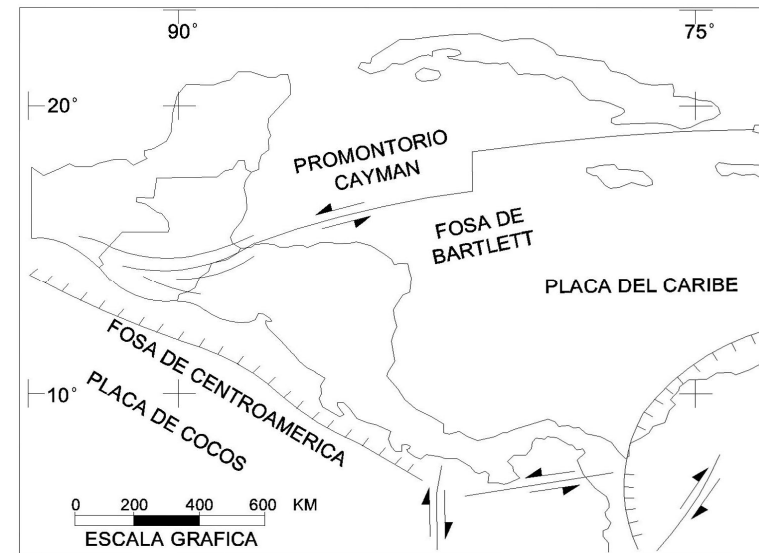 90°
75°
20°
PROMONTORIO
CAYMAN
FOSA DE
BARTLETT
PLACA DEL CARIBE
FOSA DE CENTROAMERICA
10°
PLACA DE COCOS
0 200 400 600 KM
ESCALA GRAFICA